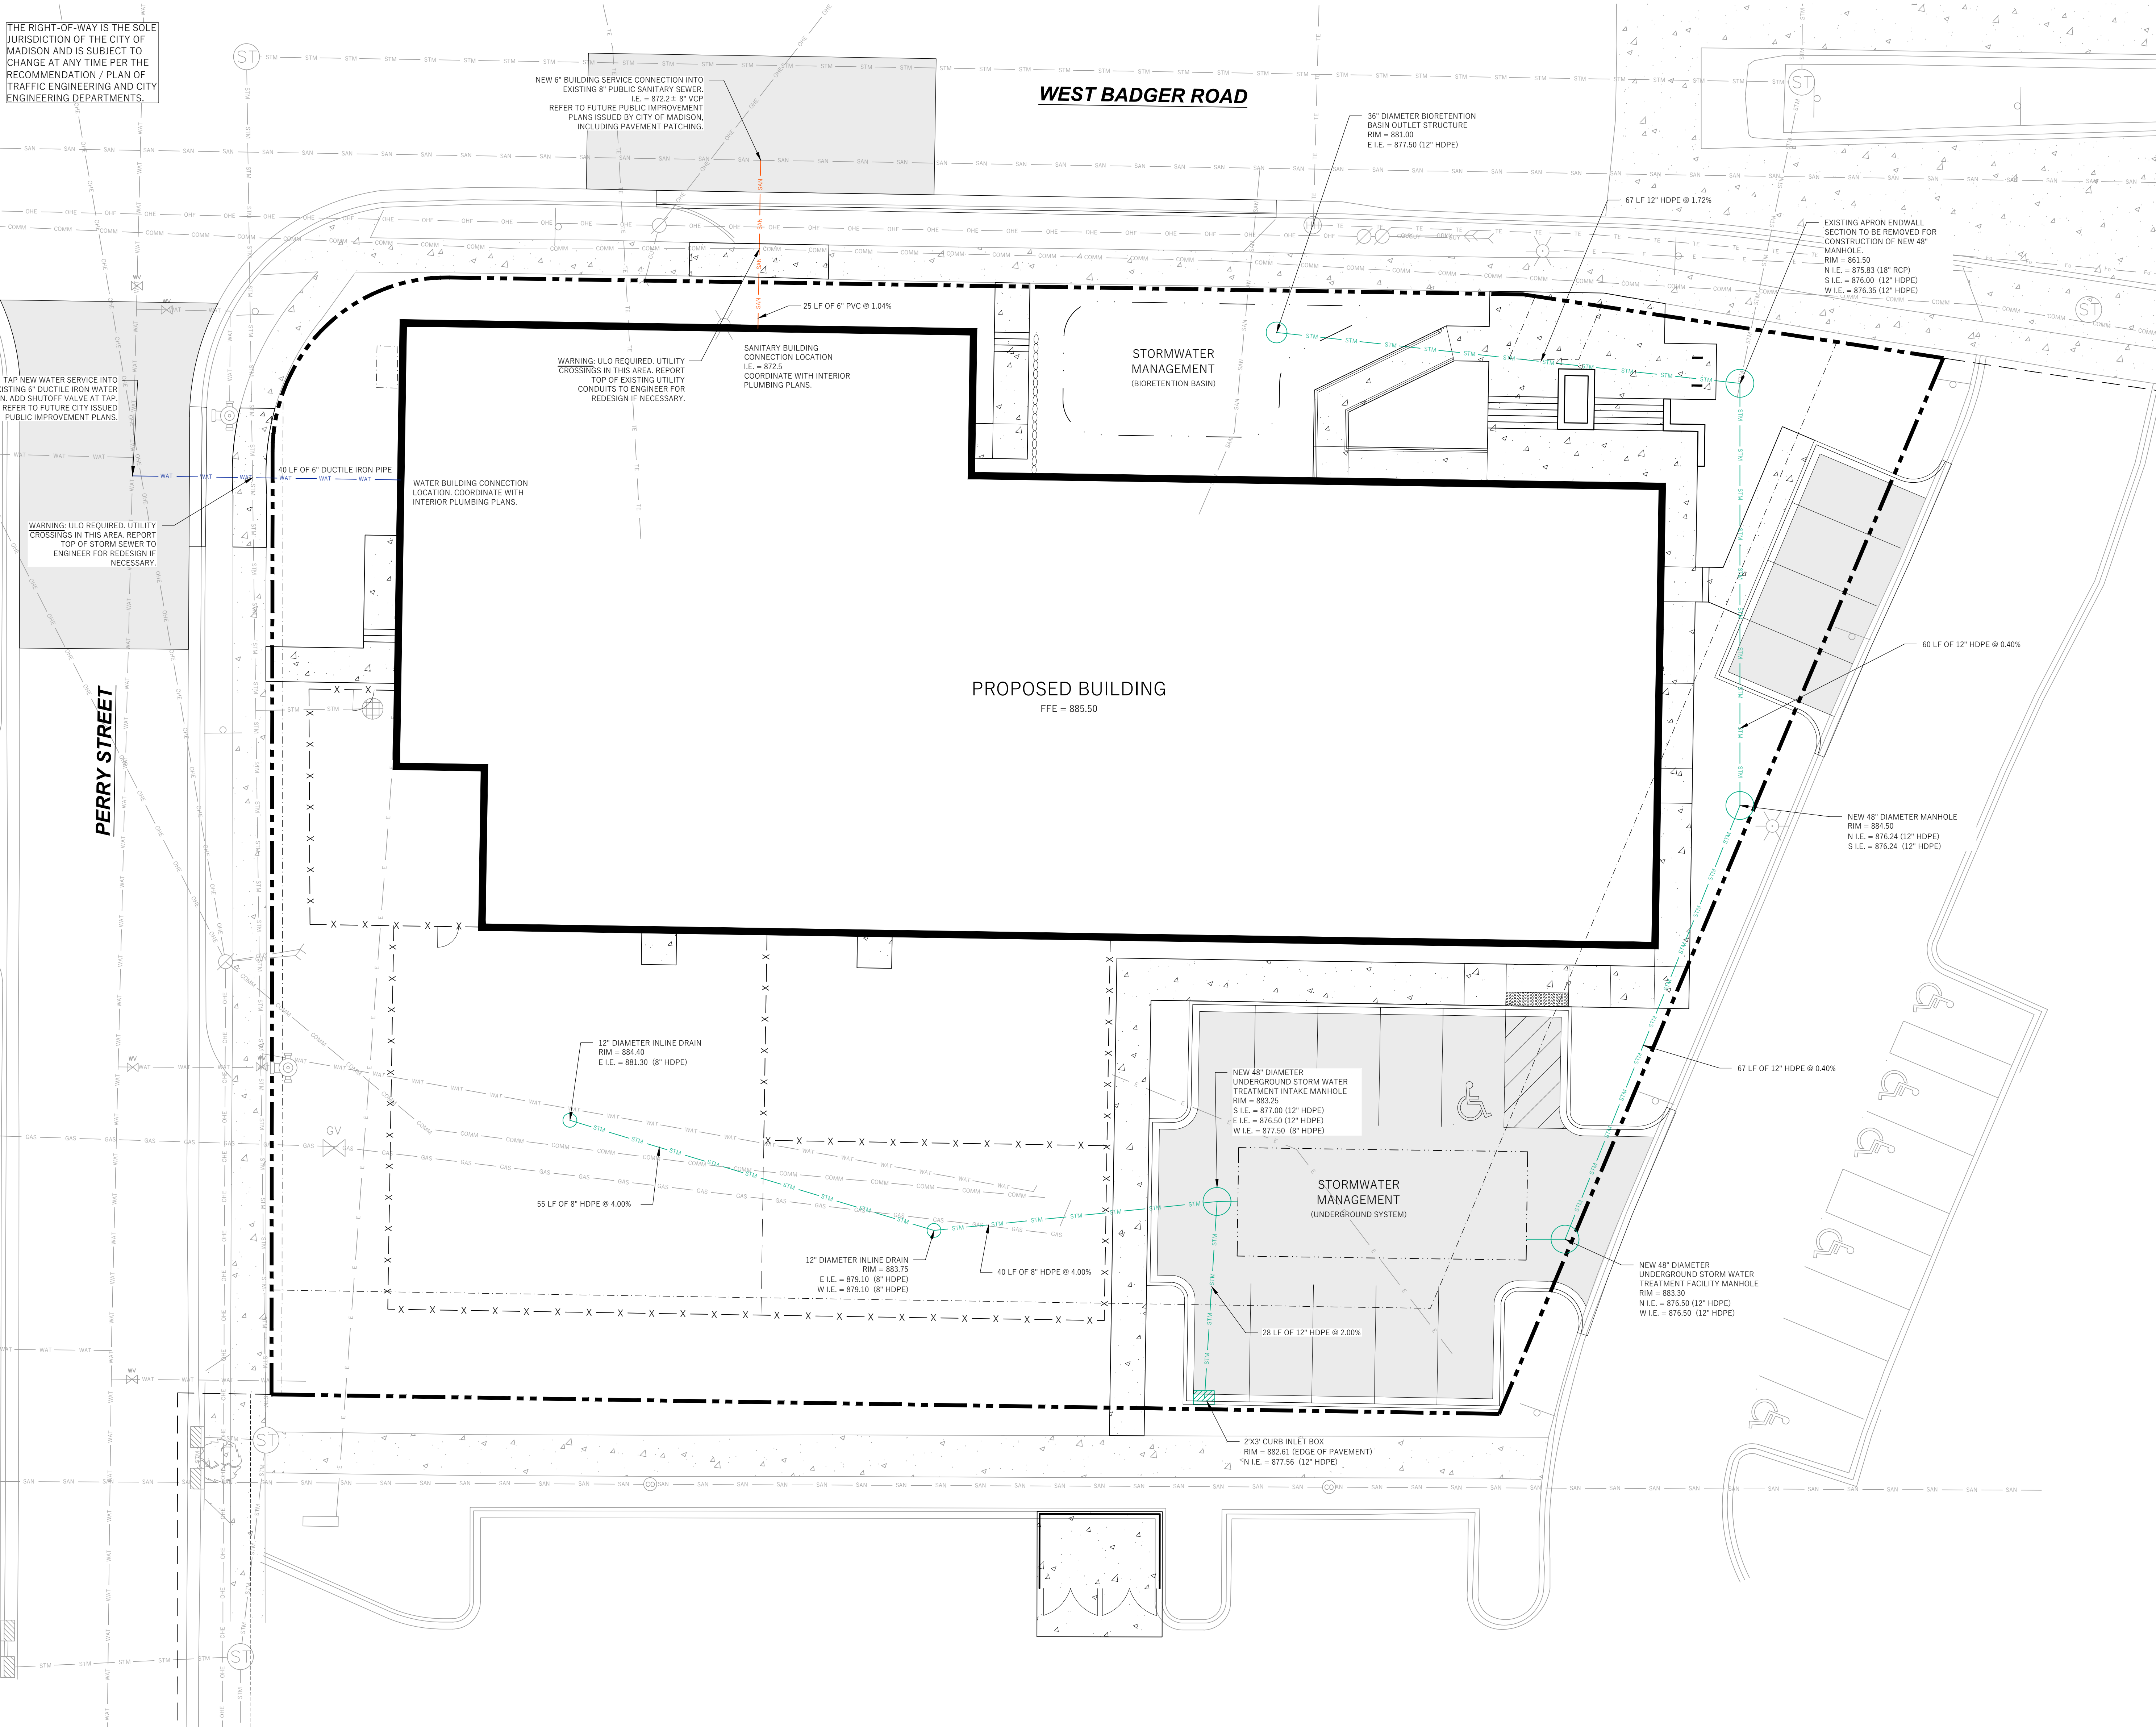 THE RIGHT-OF-WAY IS THE SOLE
JURISDICTION OF THE CITY OF
MADISON AND IS SUBJECT TO
CHANGE AT ANY TIME PER THE
RECOMMENDATION / PLAN OF
TRAFFIC ENGINEERING AND CITY
ENGINEERING DEPARTMENTS.
NEW 6" BUILDING SERVICE CONNECTION INTO
EXISTING 8" PUBLIC SANITARY SEWER.
I.E. = 872.2± 8" VCP
REFER TO FUTURE PUBLIC IMPROVEMENT
PLANS ISSUED BY CITY OF MADISON,
INCLUDING PAVEMENT PATCHING.
WEST BADGER ROAD
36" DIAMETER BIORETENTION
BASIN OUTLET STRUCTURE
RIM = 881.00
E I.E. = 877.50 (12" HDPE)
67 LF 12" HDPE @ 1.72%
EXISTING APRON ENDWALL
SECTION TO BE REMOVED FOR
CONSTRUCTION OF NEW 48"
MANHOLE.
RIM = 861.50
N I.E. = 875.83 (18" RCP)
S I.E. = 876.00 (12" HDPE)
W I.E. = 876.35 (12" HDPE)
25 LF OF 6" PVC @ 1.04%
WARNING: ULO REQUIRED. UTILITY
CROSSINGS IN THIS AREA. REPORT
TOP OF EXISTING UTILITY
CONDUITS TO ENGINEER FOR
REDESIGN IF NECESSARY.
SANITARY BUILDING
CONNECTION LOCATION
I.E. = 872.5
COORDINATE WITH INTERIOR
PLUMBING PLANS.
STORMWATER
MANAGEMENT
(BIORETENTION BASIN)
TAP NEW WATER SERVICE INTO
XISTING 6" DUCTILE IRON WATER
N. ADD SHUTOFF VALVE AT TAP.
REFER TO FUTURE CITY ISSUED
PUBLIC IMPROVEMENT PLANS.
40 LF OF 6" DUCTILE IRON PIPE
WATER BUILDING CONNECTION
LOCATION. COORDINATE WITH
INTERIOR PLUMBING PLANS.
WARNING: ULO REQUIRED. UTILITY
CROSSINGS IN THIS AREA. REPORT
TOP OF STORM SEWER TO
ENGINEER FOR REDESIGN IF
NECESSARY.
PERRY STREET
PROPOSED BUILDING
FFE = 885.50
60 LF OF 12" HDPE @ 0.40%
NEW 48" DIAMETER MANHOLE
RIM = 884.50
N I.E. = 876.24 (12" HDPE)
S I.E. = 876.24 (12" HDPE)
12" DIAMETER INLINE DRAIN
RIM = 884.40
E I.E. = 881.30 (8" HDPE)
NEW 48" DIAMETER
UNDERGROUND STORM WATER
TREATMENT INTAKE MANHOLE
RIM = 883.25
S I.E. = 877.00 (12" HDPE)
E I.E. = 876.50 (12" HDPE)
W I.E. = 877.50 (8" HDPE)
67 LF OF 12" HDPE @ 0.40%
GV
55 LF OF 8" HDPE @ 4.00%
STORMWATER
MANAGEMENT
(UNDERGROUND SYSTEM)
12" DIAMETER INLINE DRAIN
RIM = 883.75
E I.E. = 879.10 (8" HDPE)
W I.E. = 879.10 (8" HDPE)
40 LF OF 8" HDPE @ 4.00%
NEW 48" DIAMETER
UNDERGROUND STORM WATER
TREATMENT FACILITY MANHOLE
RIM = 883.30
N I.E. = 876.50 (12" HDPE)
W I.E. = 876.50 (12" HDPE)
28 LF OF 12" HDPE @ 2.00%
2'X3' CURB INLET BOX
RIM = 882.61 (EDGE OF PAVEMENT)
N I.E. = 877.56 (12" HDPE)